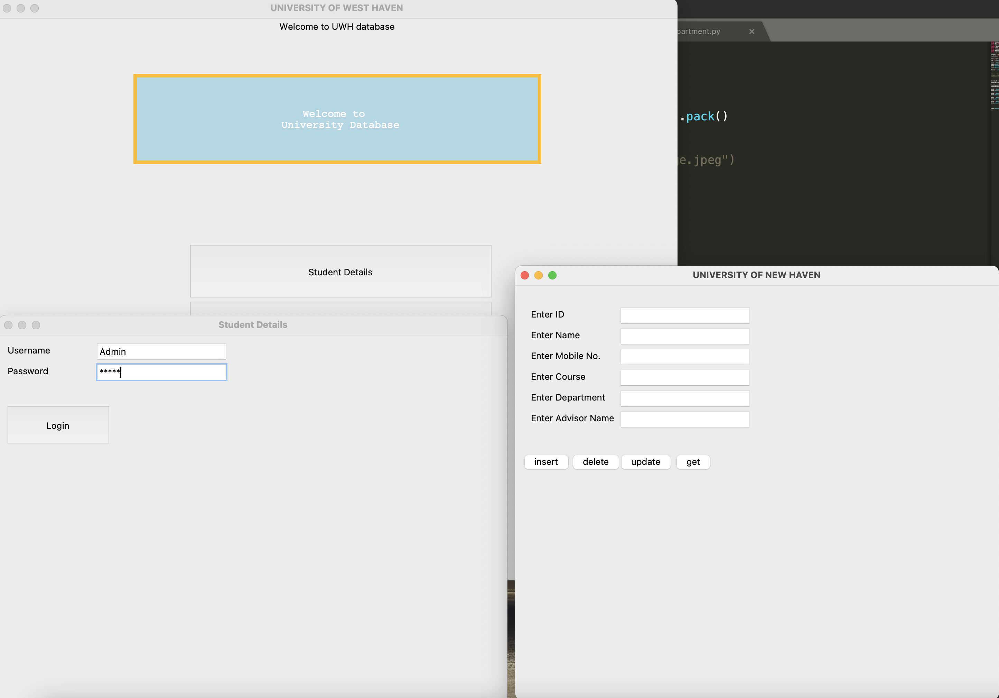 UNIVERSITY OF WEST HAVEN
Welcome to UWH database
Welcome to
University Database
Student Details
partment.py ×
.pack()
ge.jpeg")
Student Details
Username
Admin
Password
*****
Login
UNIVERSITY OF NEW HAVEN
Enter ID
Enter Name
Enter Mobile No.
Enter Course
Enter Department
Enter Advisor Name
insert delete update get